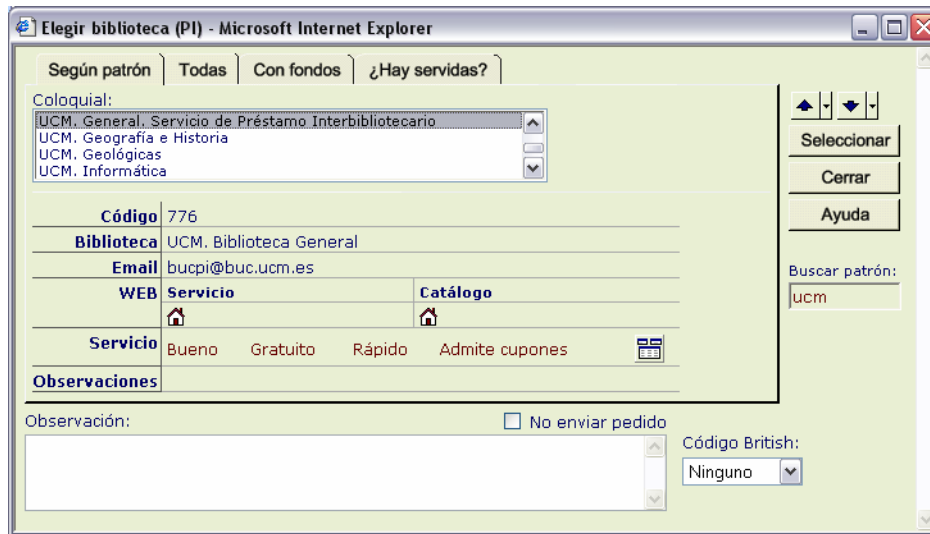 Elegir biblioteca (PI) - Microsoft Internet Explorer
Según patrón Todas Con fondos ¿Hay servidas?
Coloquial:
UCM. General. Servicio de Préstamo Interbibliotecario
UCM. Geografía e Historia
UCM. Geológicas
UCM. Informática
Seleccionar
Cerrar
Ayuda
Buscar patrón:
ucm
Código 776
Biblioteca UCM. Biblioteca General
Email bucpi@buc.ucm.es
WEB Servicio Catálogo
Servicio Bueno Gratuito Rápido Admite cupones
Observaciones
Observación: No enviar pedido
Código British:
Ninguno